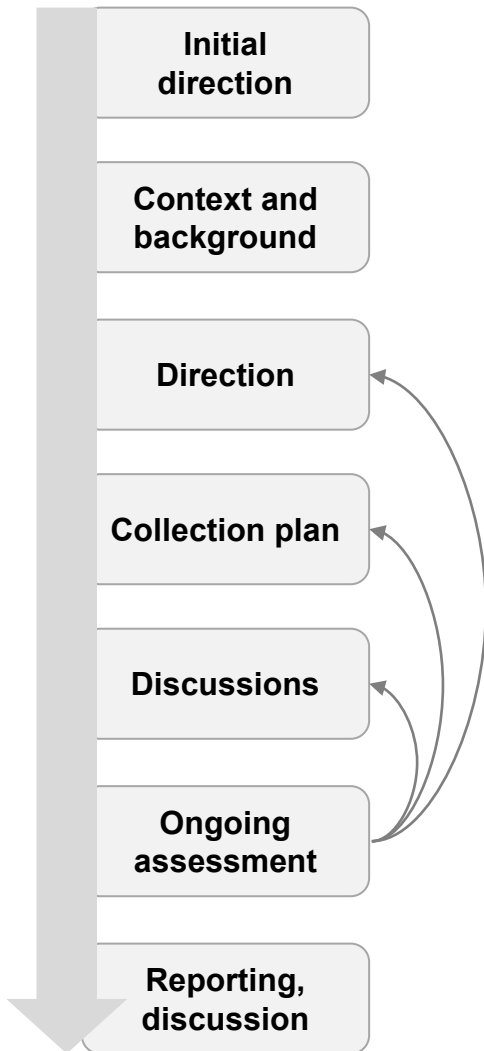 Initial
direction
Context and
background
Direction
Collection plan
Discussions
Ongoing
assessment
Reporting,
discussion